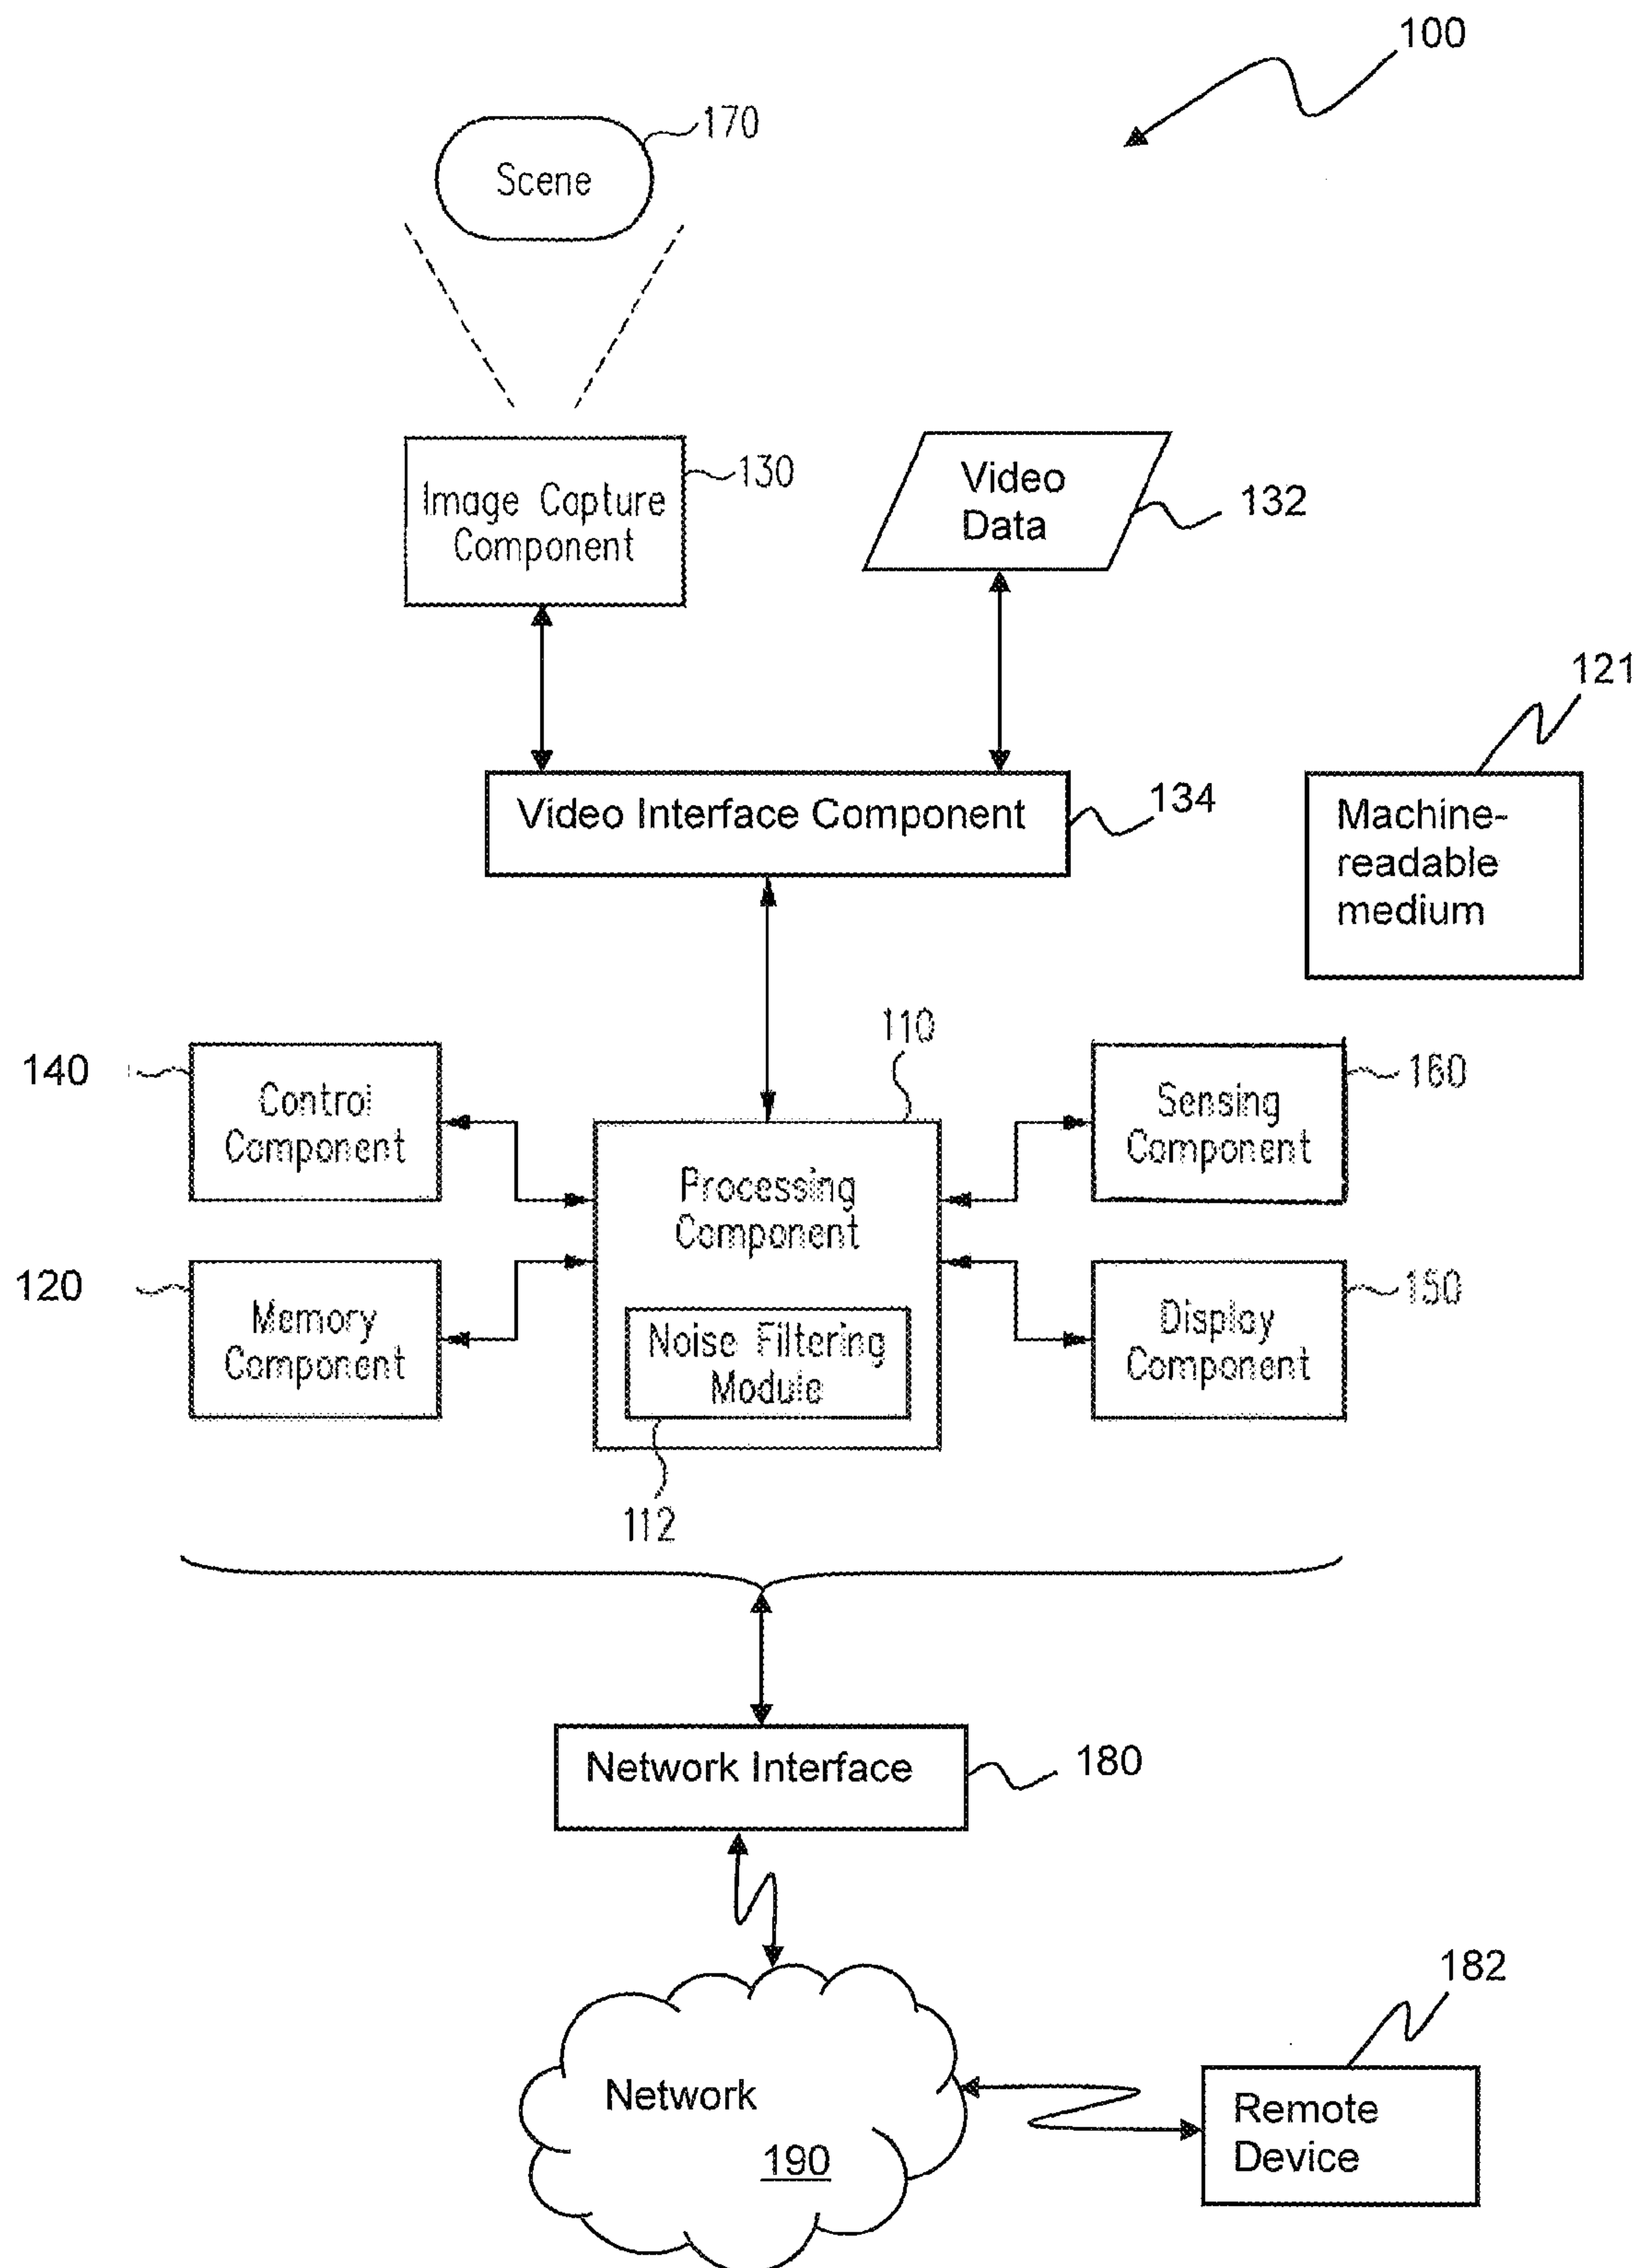 100
170
Scene
130
Image Capture
Component
Video
Data
132
121
Video Interface Component
134
Machine-
readable
medium
110
140
Control
Component
Sensing
Component
160
Processing
Component
120
Memory
Component
Noise Filtering
Module
Display
Component
150
112
Network Interface
180
182
Network
190
Remote
Device